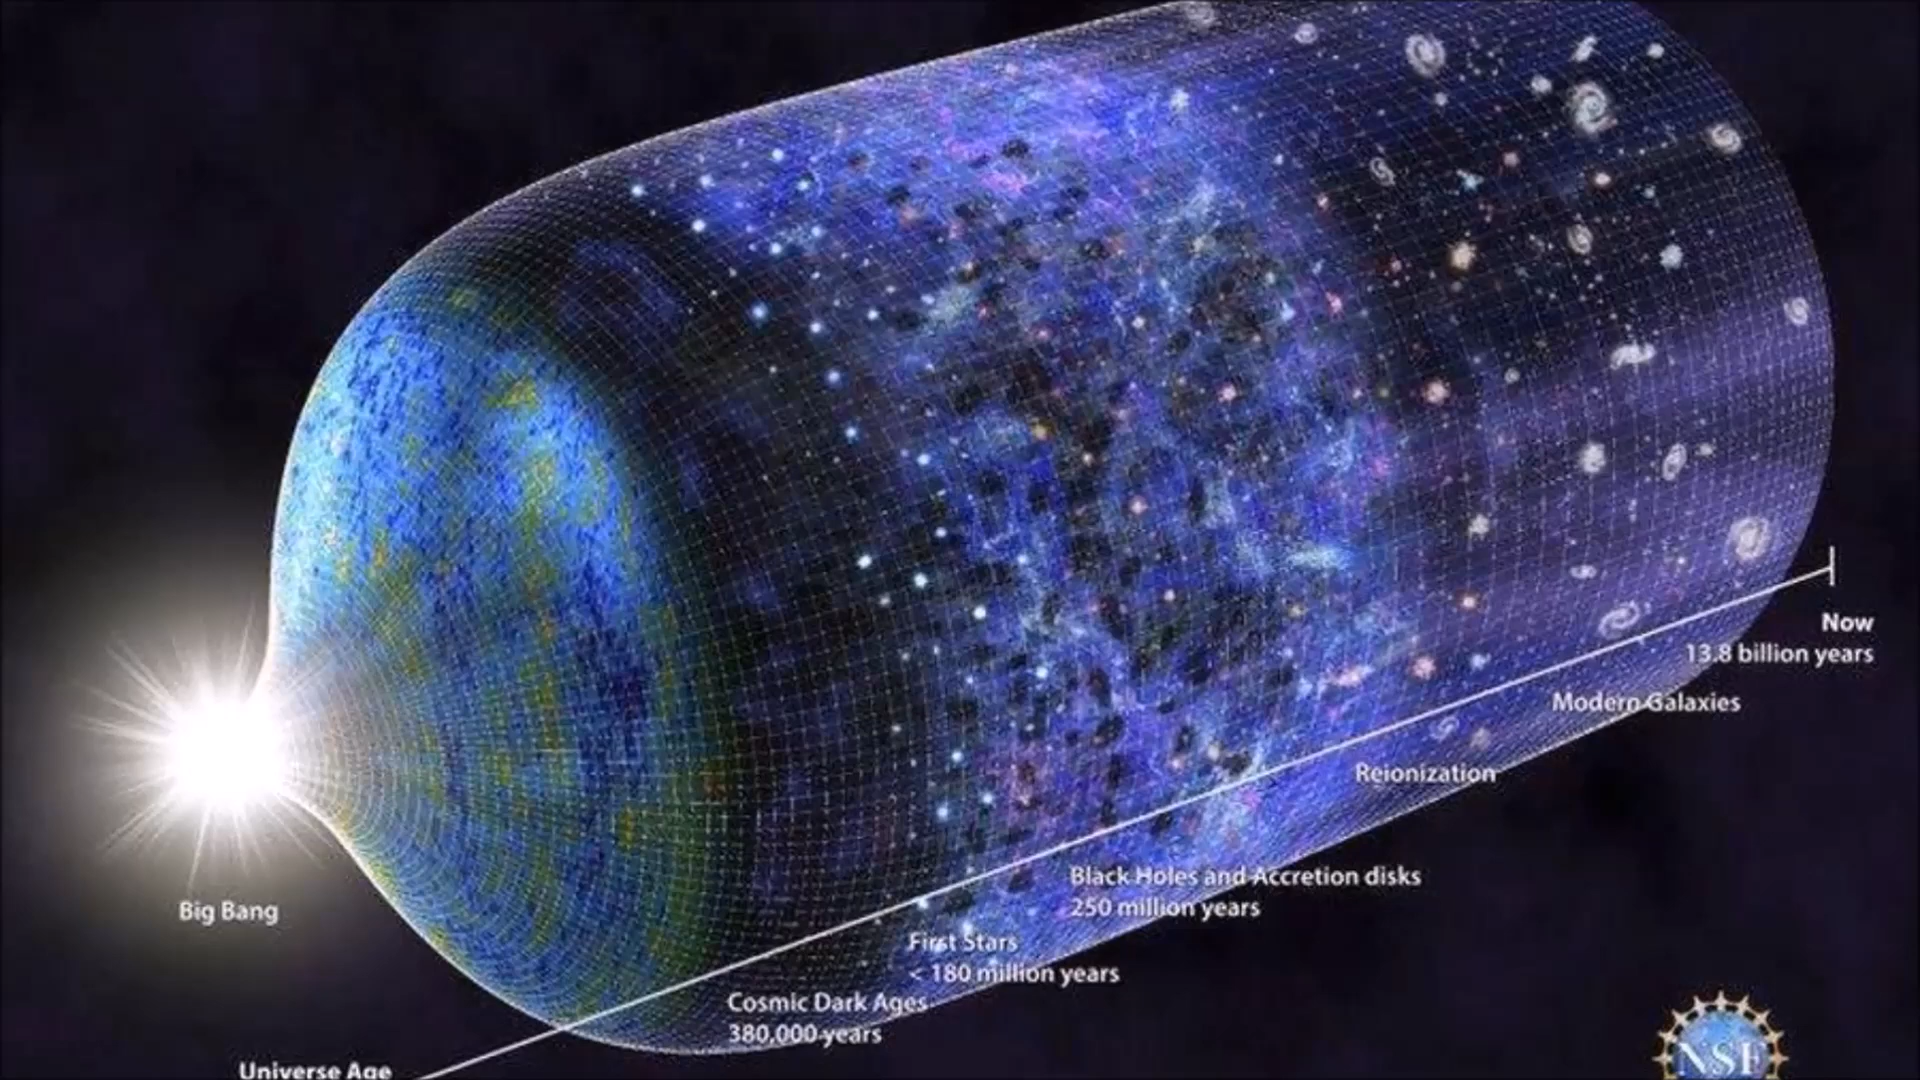 Now
13.8 billion years
Modern Galaxies
Reionization
Black Holes and Accretion disks
250 million years
First Stars
< 180 million years
Big Bang
Cosmic Dark Ages
380,000 years
Universe Age
NSF